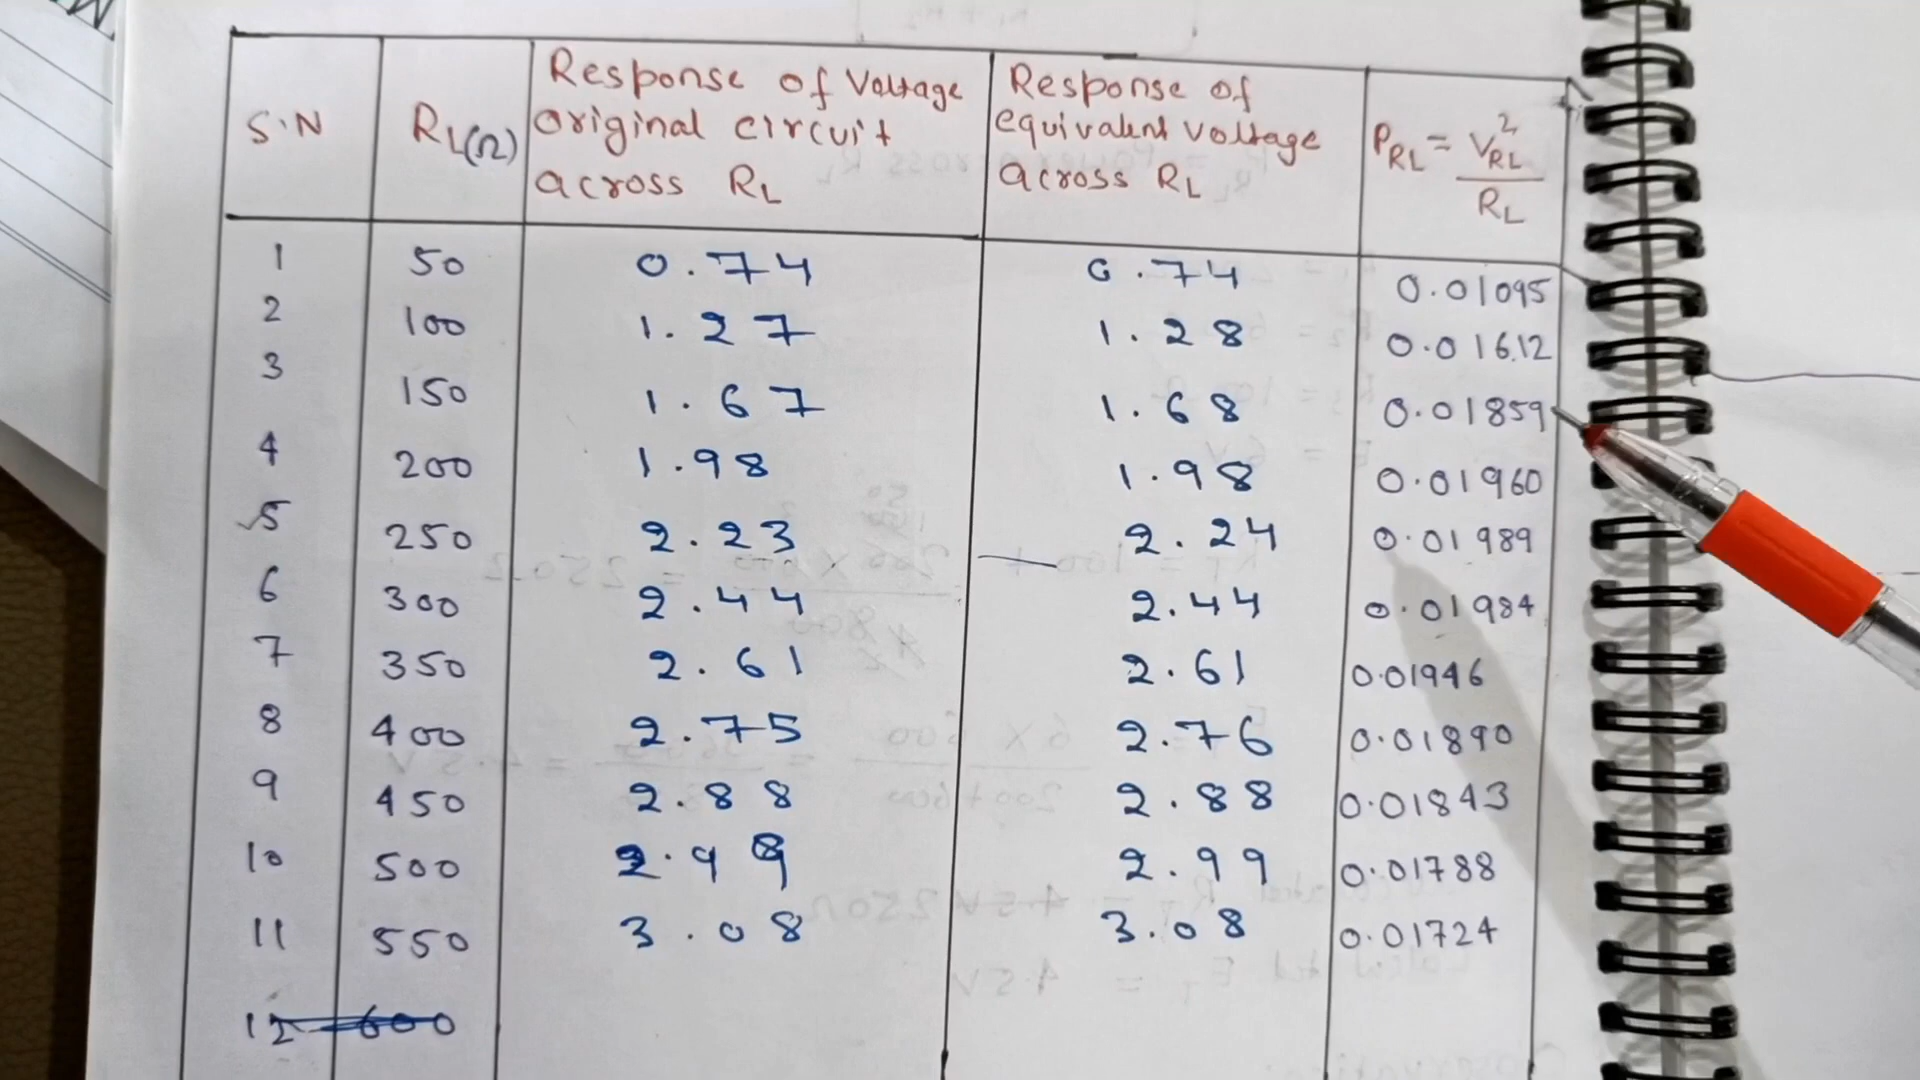 S.N
RL(Ω)
Response of Voltage
original circuit
across RL
Response of
equivalent voltage
across RL
PRL = V²RL
RL
1 50 0.74 0.74 0.01095
2 100 1.27 1.28 0.01612
3 150 1.67 1.68 0.01859
4 200 1.98 1.98 0.01960
5 250 2.23 2.24 0.01989
6 300 2.44 2.44 0.01984
7 350 2.61 2.61 0.01946
8 400 2.75 2.76 0.01890
9 450 2.88 2.88 0.01843
10 500 2.99 2.99 0.01788
11 550 3.08 3.08 0.01724
12 600